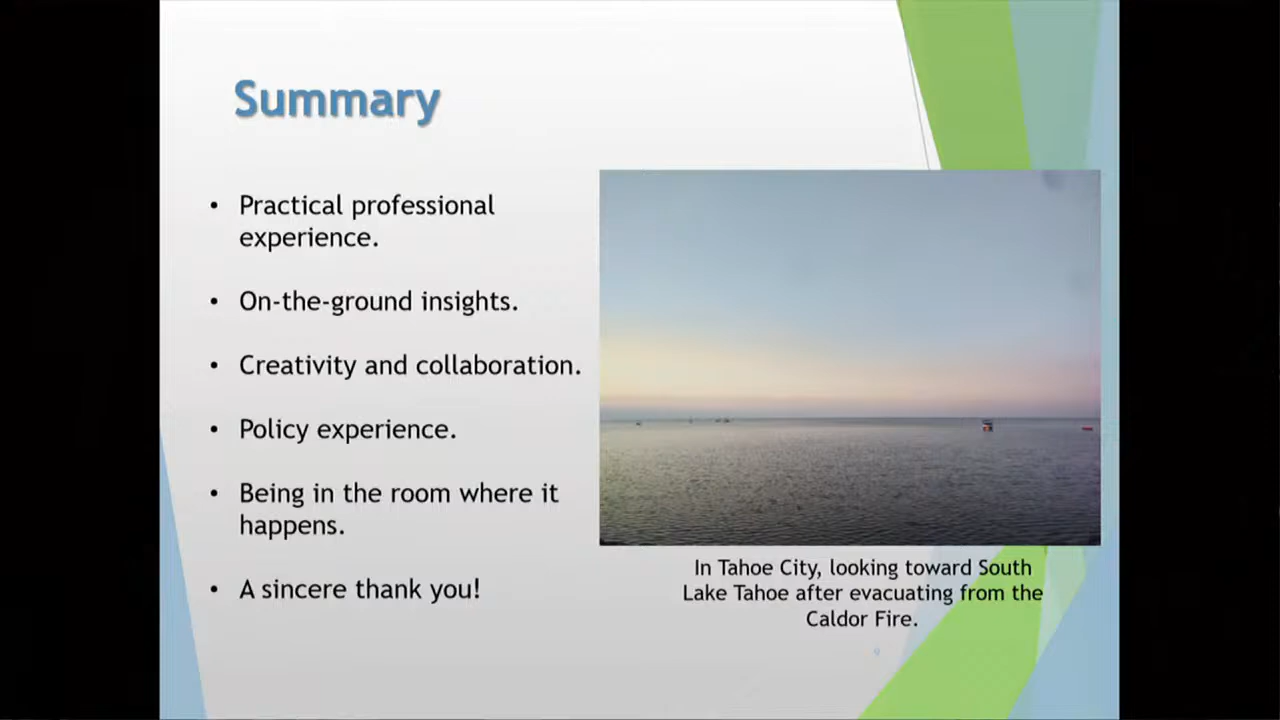 Summary
• Practical professional
experience.
• On-the-ground insights.
• Creativity and collaboration.
• Policy experience.
• Being in the room where it
happens.
• A sincere thank you!
In Tahoe City, looking toward South
Lake Tahoe after evacuating from the
Caldor Fire.
9